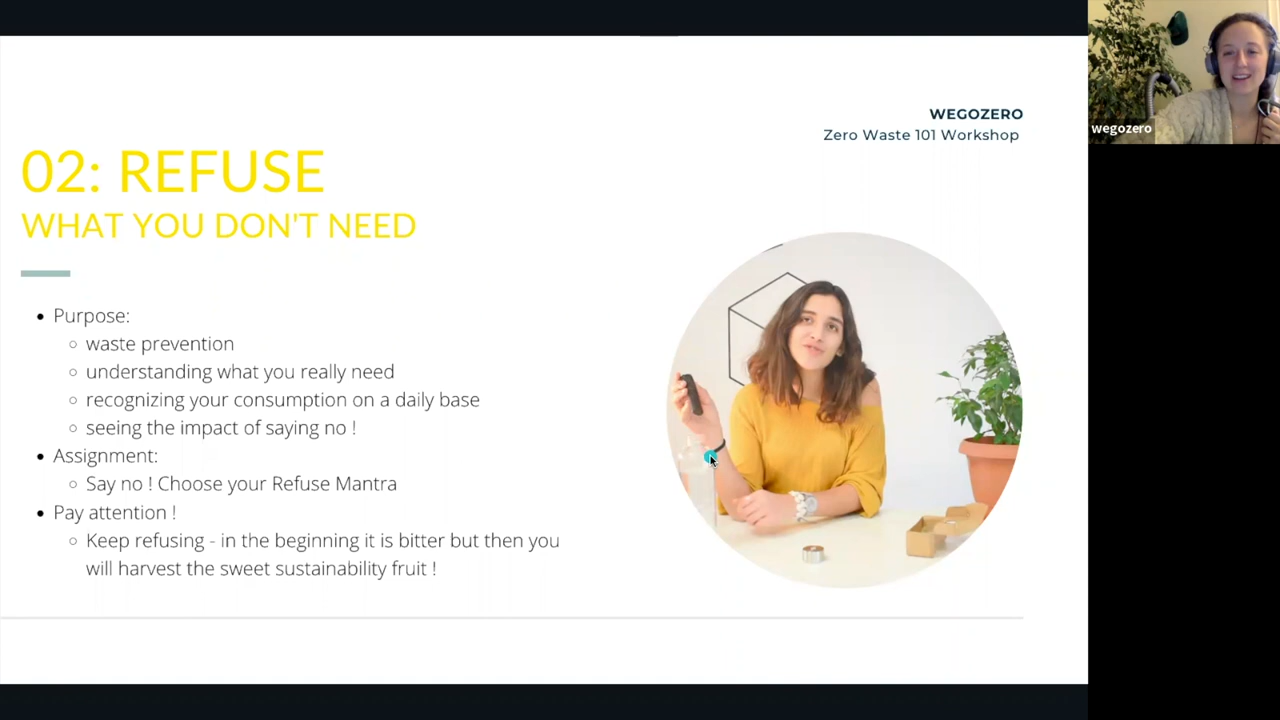 WEGOZERO
Zero Waste 101 Workshop
02: REFUSE
WHAT YOU DON'T NEED
Purpose:
waste prevention
understanding what you really need
recognizing your consumption on a daily base
seeing the impact of saying no !
Assignment:
Say no ! Choose your Refuse Mantra
Pay attention !
Keep refusing - in the beginning it is bitter but then you
will harvest the sweet sustainability fruit !
wegozero